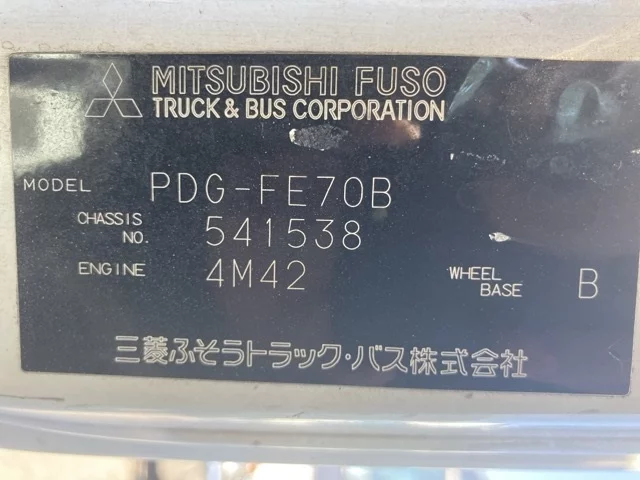 MITSUBISHI FUSO
TRUCK & BUS CORPORATION
MODEL PDG-FE70B
CHASSIS NO. 541538
ENGINE 4M42 WHEEL BASE B
三菱ふそうトラック・バス株式会社